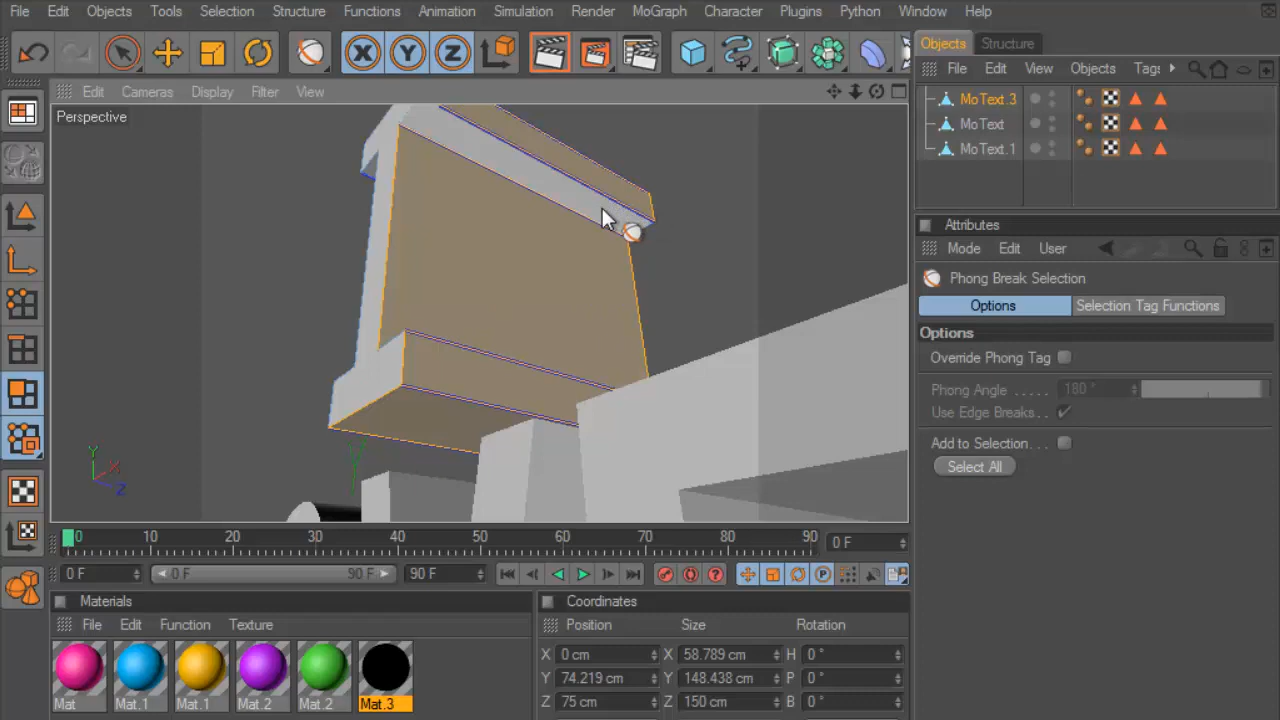 File Edit Objects Tools Selection Structure Functions Animation Simulation Render MoGraph Character Plugins Python Window Help
X Y Z
Objects Structure
File Edit View Objects Tags
Edit Cameras Display Filter View
Perspective
MoText.3
MoText
MoText.1
Attributes
Mode Edit User
Phong Break Selection
Options Selection Tag Functions
Options
Override Phong Tag
Phong Angle . . . . . 180 °
Use Edge Breaks. . .
Add to Selection. . . .
Select All
Y X Z
0 10 20 30 40 50 60 70 80 90 0 F
0 F 0 F 90 F 90 F
Materials
File Edit Function Texture
Mat Mat.1 Mat.1 Mat.2 Mat.2 Mat.3
Coordinates
Position Size Rotation
X 0 cm X 58.789 cm H 0 °
Y 74.219 cm Y 148.438 cm P 0 °
Z 75 cm Z 150 cm B 0 °